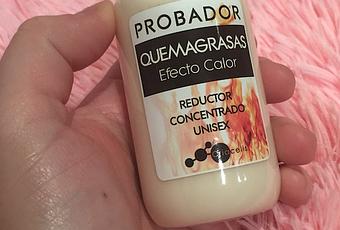 PROBADOR
QUEMAGRASAS
Efecto Calor
REDUCTOR
CONCENTRADO
UNISEX